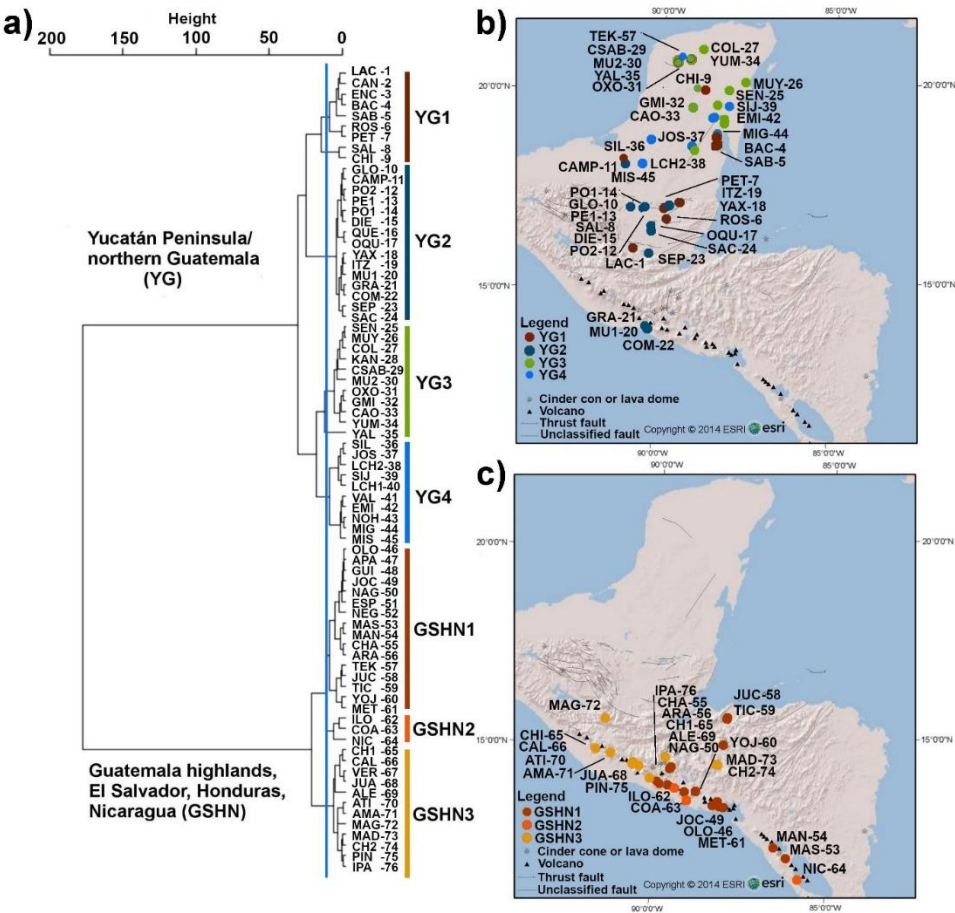 a)
Height
200 150 100 50 0
LAC -1
CAN -2
ENC -3
BAC -4
SAB -5
ROS -6
PET -7
SAL -8
CHI -9
YG1
GLO -10
CAMP-11
PO2 -12
PE1 -13
PO1 -14
DIE -15
QUE -16
OQU -17
YAX -18
ITZ -19
MU1 -20
GRA -21
COM -22
SEP -23
SAC -24
YG2
Yucatán Peninsula/
northern Guatemala
(YG)
SEN -25
MUY -26
COL -27
KAN -28
CSAB-29
MU2 -30
OXO -31
GMI -32
CAO -33
YUM -34
YAL -35
YG3
SIL -36
JOS -37
LCH2-38
SIJ -39
LCH1-40
VAL -41
EMI -42
NOH -43
MIG -44
MIS -45
YG4
OLO -46
APA -47
GUI -48
JOC -49
NAG -50
ESP -51
NEG -52
MAS -53
MAN -54
CHA -55
ARA -56
TEK -57
JUC -58
TIC -59
YOJ -60
MET -61
GSHN1
ILO -62
COA -63
NIC -64
GSHN2
CH1 -65
CAL -66
VER -67
JUA -68
ALE -69
ATI -70
AMA -71
MAG -72
MAD -73
CH2 -74
PIN -75
IPA -76
GSHN3
Guatemala highlands,
El Salvador, Honduras,
Nicaragua (GSHN)
b)
90°0'0"W 85°0'0"W
20°0'0"N
15°0'0"N
TEK-57
CSAB-29
MU2-30
YAL-35
OXO-31
COL-27
YUM-34
CHI-9
MUY-26
SEN-25
SIJ-39
EMI-42
GMI-32
CAO-33
MIG-44
JOS-37
BAC-4
SIL-36
SAB-5
CAMP-11
LCH2-38
MIS-45
PET-7
ITZ-19
PO1-14
YAX-18
GLO-10
PE1-13
ROS-6
SAL-8
OQU-17
DIE-15
SAC-24
PO2-12
LAC-1
SEP-23
GRA-21
MU1-20
COM-22
Legend
YG1
YG2
YG3
YG4
Cinder con or lava dome
Volcano
Thrust fault
Unclassified fault
Copyright © 2014 ESRI esri
90°0'0"W 85°0'0"W
c)
90°0'0"W 85°0'0"W
20°0'0"N
15°0'0"N
IPA-76
CHA-55
ARA-56
CH1-65
ALE-69
NAG-50
JUC-58
TIC-59
MAG-72
YOJ-60
CHI-65
CAL-66
ATI-70
AMA-71
MAD-73
CH2-74
JUA-68
PIN-75
ILO-62
COA-63
JOC-49
OLO-46
MET-61
MAN-54
MAS-53
NIC-64
Legend
GSHN1
GSHN2
GSHN3
Cinder cone or lava dome
Volcano
Thrust fault
Unclassified fault
Copyright © 2014 ESRI esri
90°0'0"W 85°0'0"W